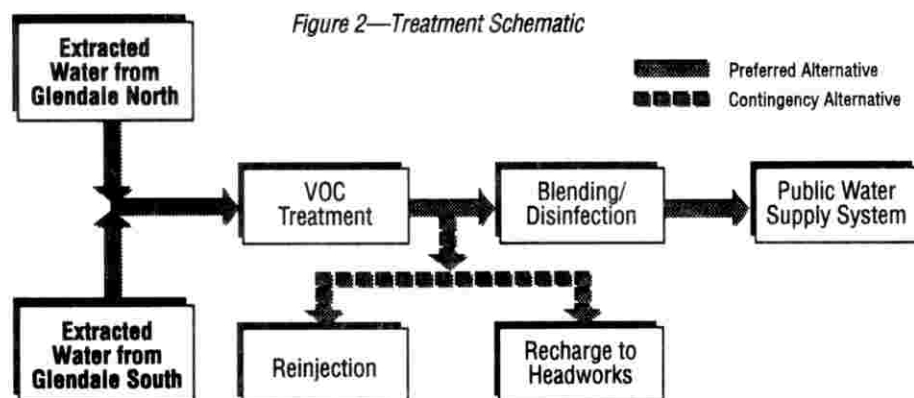 Figure 2—Treatment Schematic
Extracted
Water from
Glendale North
Preferred Alternative
Contingency Alternative
VOC
Treatment
Blending/
Disinfection
Public Water
Supply System
Extracted
Water from
Glendale South
Reinjection
Recharge to
Headworks